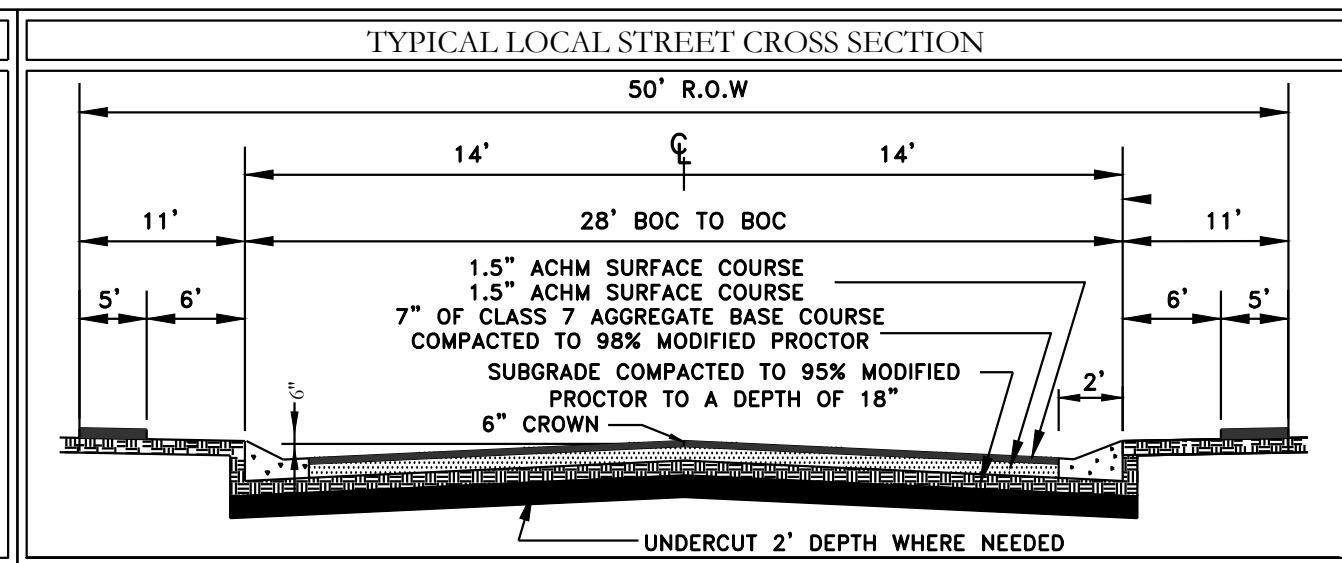 TYPICAL LOCAL STREET CROSS SECTION
50' R.O.W
14' ℄ 14'
11' 28' BOC TO BOC 11'
1.5" ACHM SURFACE COURSE
1.5" ACHM SURFACE COURSE
5' 6' 6' 5'
7" OF CLASS 7 AGGREGATE BASE COURSE
COMPACTED TO 98% MODIFIED PROCTOR
SUBGRADE COMPACTED TO 95% MODIFIED
PROCTOR TO A DEPTH OF 18"
2'
6"
6" CROWN
UNDERCUT 2' DEPTH WHERE NEEDED